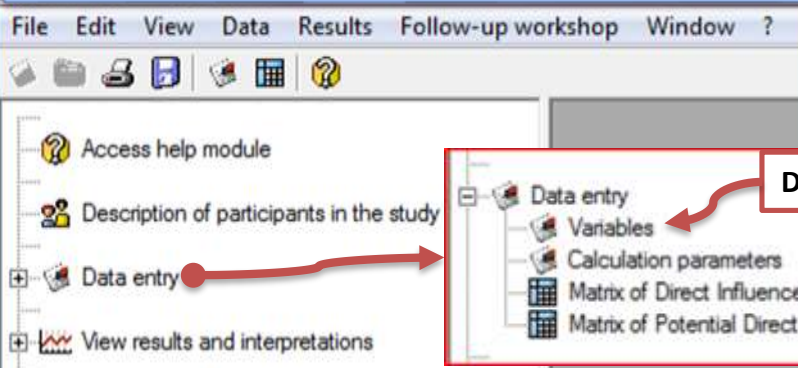 File Edit View Data Results Follow-up workshop Window ?
Access help module
Description of participants in the study
Data entry
View results and interpretations
D
Data entry
Variables
Calculation parameters
Matrix of Direct Influence
Matrix of Potential Direct